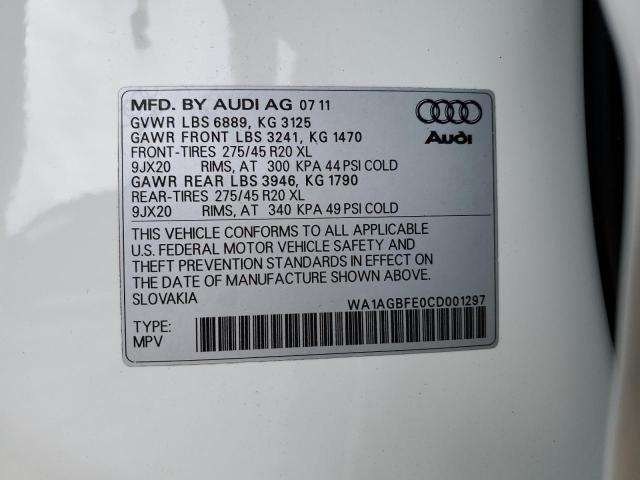 MFD. BY AUDI AG 07 11
GVWR LBS 6889, KG 3125
GAWR FRONT LBS 3241, KG 1470
FRONT-TIRES 275/45 R20 XL
9JX20 RIMS, AT 300 KPA 44 PSI COLD
GAWR REAR LBS 3946, KG 1790
REAR-TIRES 275/45 R20 XL
9JX20 RIMS, AT 340 KPA 49 PSI COLD
Audi
THIS VEHICLE CONFORMS TO ALL APPLICABLE
U.S. FEDERAL MOTOR VEHICLE SAFETY AND
THEFT PREVENTION STANDARDS IN EFFECT ON
THE DATE OF MANUFACTURE SHOWN ABOVE.
SLOVAKIA WA1AGBFE0CD001297
TYPE:
MPV